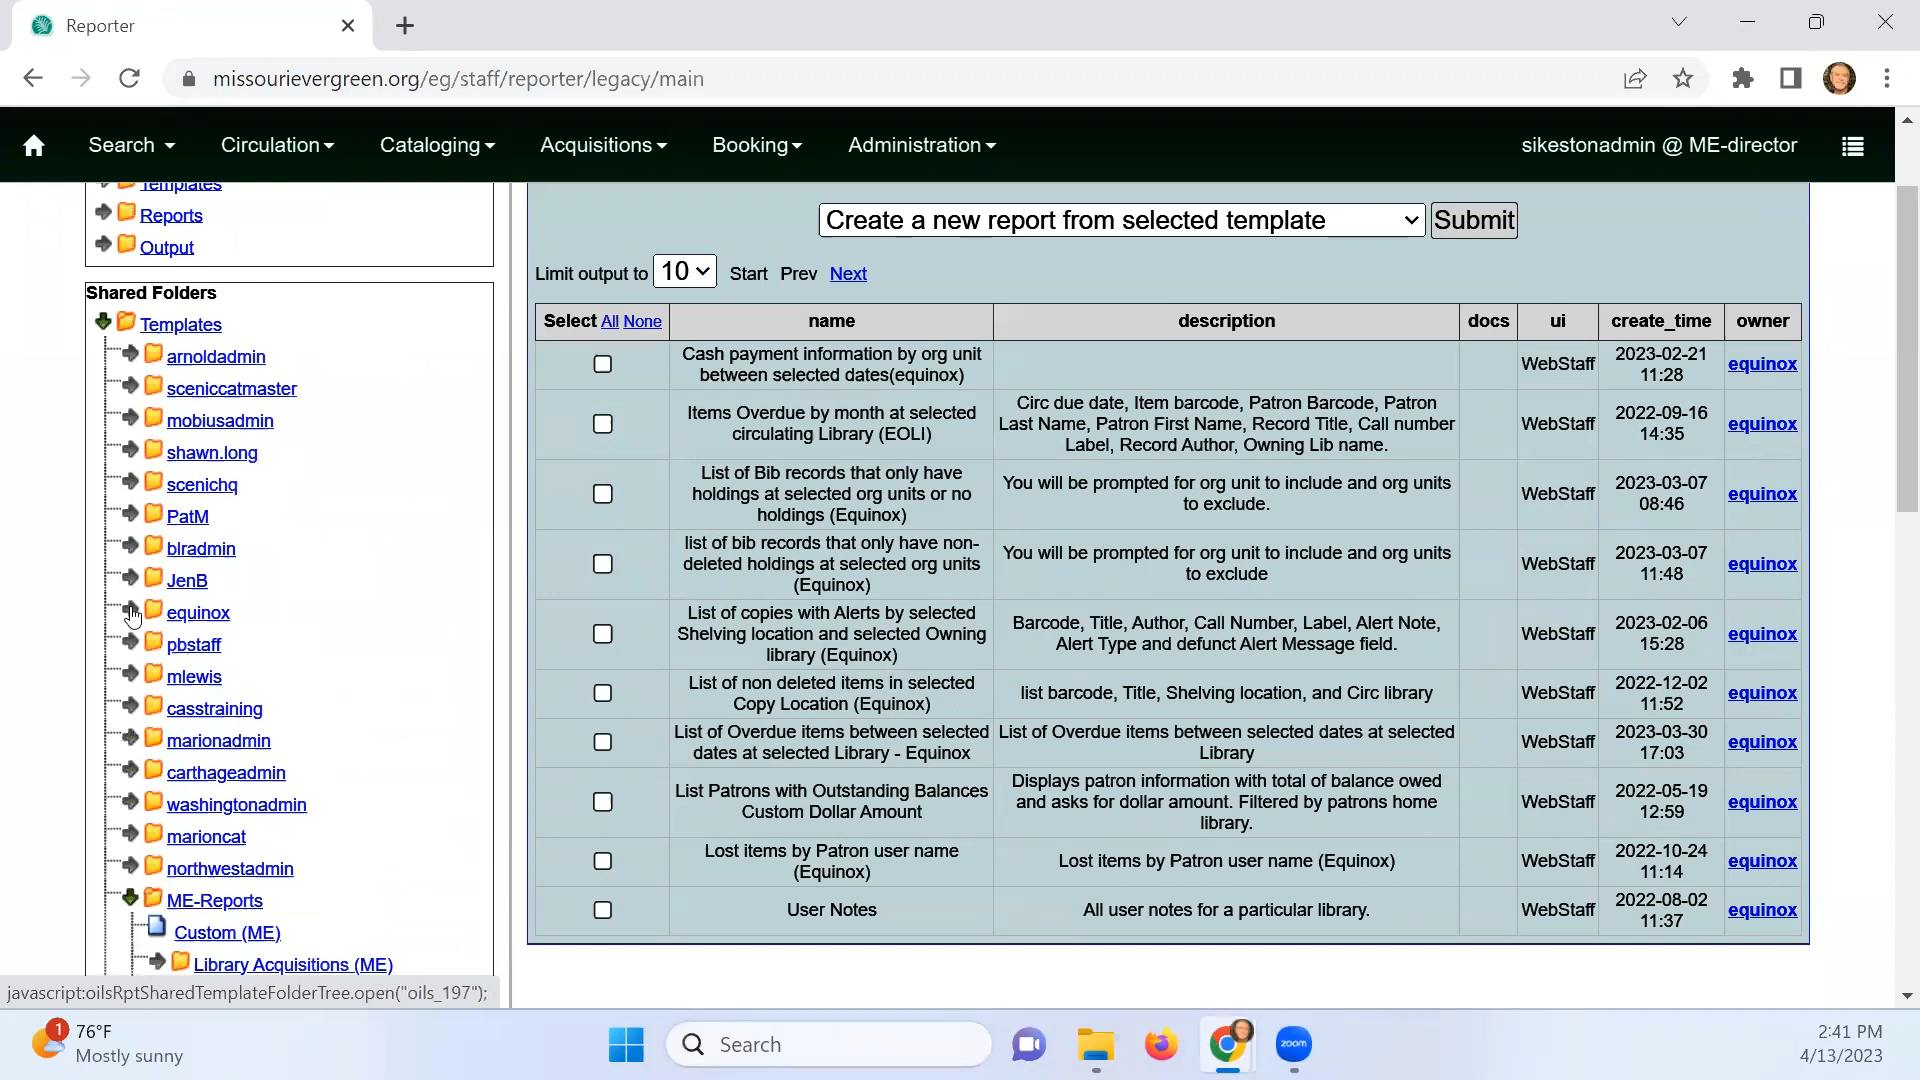 Reporter
missourievergreen.org/eg/staff/reporter/legacy/main
Search
Circulation
Cataloging
Acquisitions
Booking
Administration
sikestonadmin @ ME-director
Templates
Reports
Output
Shared Folders
Templates
arnoldadmin
sceniccatmaster
mobiusadmin
shawn.long
scenichq
PatM
blradmin
JenB
equinox
pbstaff
mlewis
casstraining
marionadmin
carthageadmin
washingtonadmin
marioncat
northwestadmin
ME-Reports
Custom (ME)
Library Acquisitions (ME)
javascript:oilsRptSharedTemplateFolderTree.open("oils_197");
Create a new report from selected template
Submit
Limit output to 10 Start Prev Next
Select All None name description docs ui create_time owner
Cash payment information by org unit
between selected dates(equinox)
WebStaff
2023-02-21
11:28
equinox
Items Overdue by month at selected
circulating Library (EOLI)
Circ due date, Item barcode, Patron Barcode, Patron
Last Name, Patron First Name, Record Title, Call number
Label, Record Author, Owning Lib name.
WebStaff
2022-09-16
14:35
equinox
List of Bib records that only have
holdings at selected org units or no
holdings (Equinox)
You will be prompted for org unit to include and org units
to exclude.
WebStaff
2023-03-07
08:46
equinox
list of bib records that only have non-
deleted holdings at selected org units
(Equinox)
You will be prompted for org unit to include and org units
to exclude
WebStaff
2023-03-07
11:48
equinox
List of copies with Alerts by selected
Shelving location and selected Owning
library (Equinox)
Barcode, Title, Author, Call Number, Label, Alert Note,
Alert Type and defunct Alert Message field.
WebStaff
2023-02-06
15:28
equinox
List of non deleted items in selected
Copy Location (Equinox)
list barcode, Title, Shelving location, and Circ library
WebStaff
2022-12-02
11:52
equinox
List of Overdue items between selected
dates at selected Library - Equinox
List of Overdue items between selected dates at selected
Library
WebStaff
2023-03-30
17:03
equinox
List Patrons with Outstanding Balances
Custom Dollar Amount
Displays patron information with total of balance owed
and asks for dollar amount. Filtered by patrons home
library.
WebStaff
2022-05-19
12:59
equinox
Lost items by Patron user name
(Equinox)
Lost items by Patron user name (Equinox)
WebStaff
2022-10-24
11:14
equinox
User Notes
All user notes for a particular library.
WebStaff
2022-08-02
11:37
equinox
1
76°F
Mostly sunny
Search
zoom
2:41 PM
4/13/2023